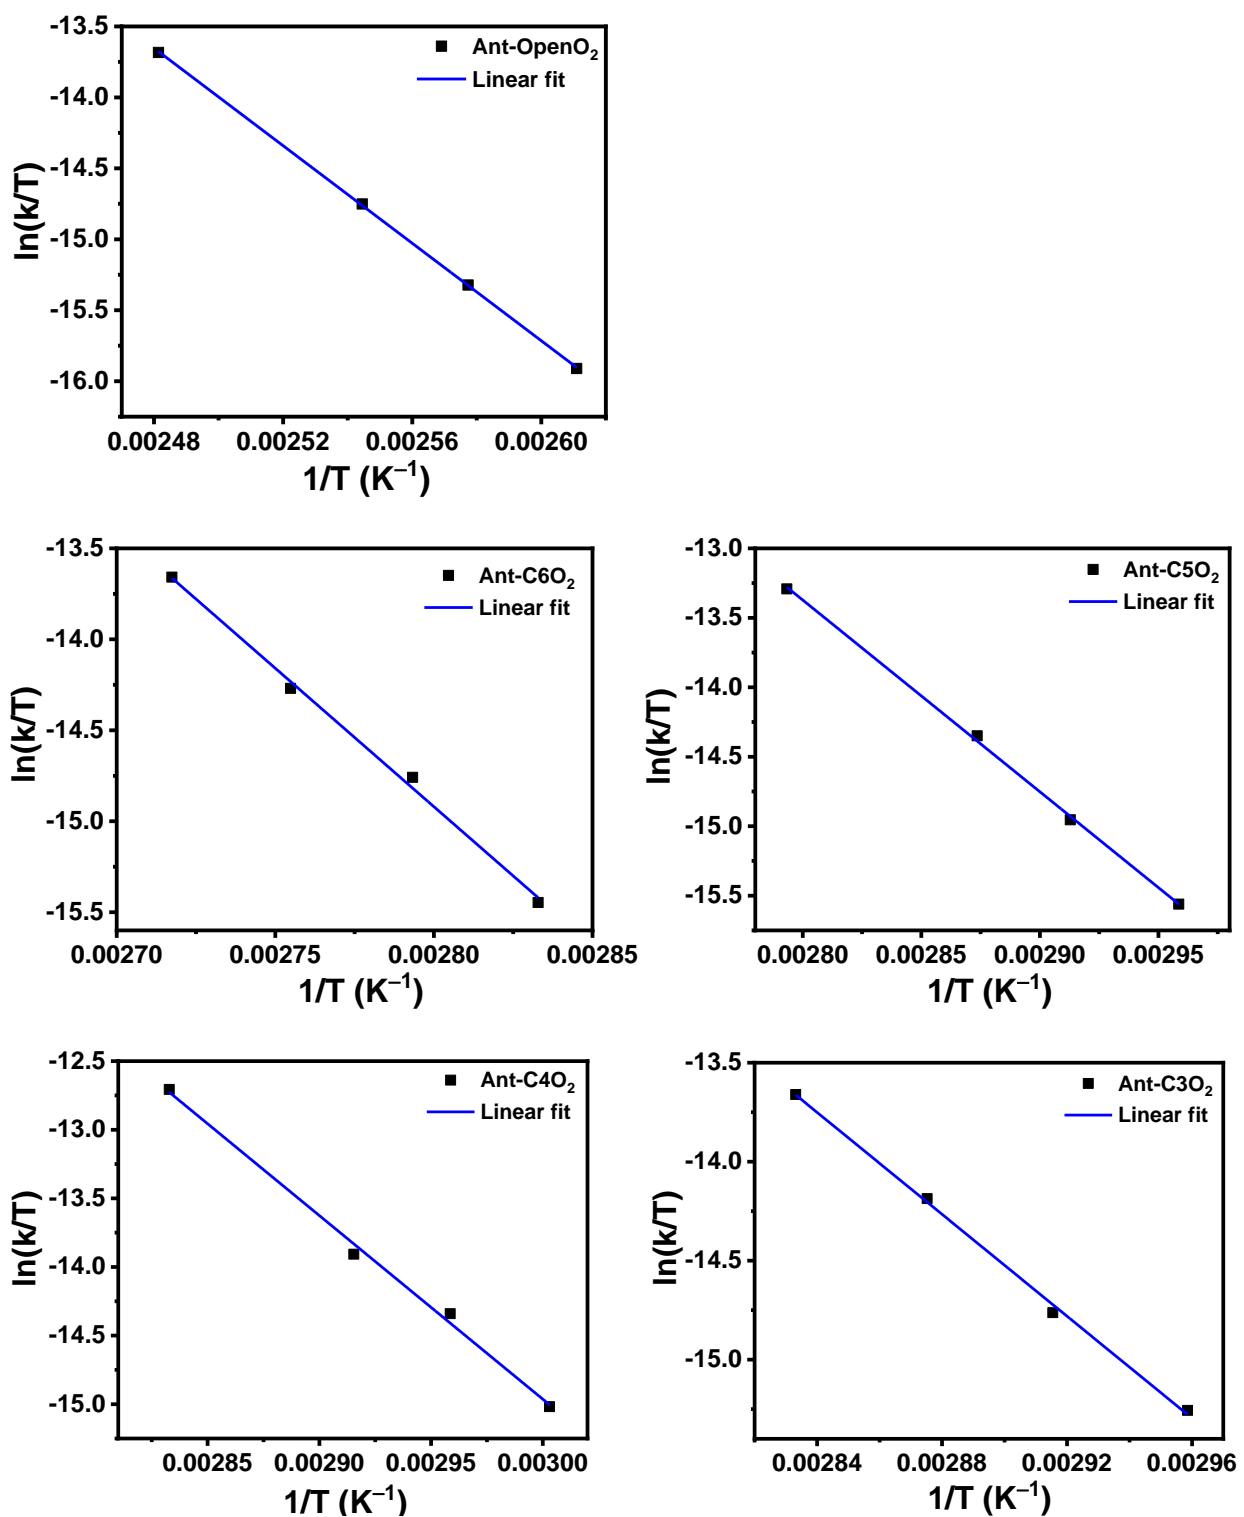 Ant-OpenO₂
Linear fit
ln(k/T)
-13.5
-14.0
-14.5
-15.0
-15.5
-16.0
0.00248 0.00252 0.00256 0.00260
1/T (K⁻¹)
Ant-C6O₂
Linear fit
ln(k/T)
-13.5
-14.0
-14.5
-15.0
-15.5
0.00270 0.00275 0.00280 0.00285
1/T (K⁻¹)
Ant-C5O₂
Linear fit
ln(k/T)
-13.0
-13.5
-14.0
-14.5
-15.0
-15.5
0.00280 0.00285 0.00290 0.00295
1/T (K⁻¹)
Ant-C4O₂
Linear fit
ln(k/T)
-12.5
-13.0
-13.5
-14.0
-14.5
-15.0
0.00285 0.00290 0.00295 0.00300
1/T (K⁻¹)
Ant-C3O₂
Linear fit
ln(k/T)
-13.5
-14.0
-14.5
-15.0
0.00284 0.00288 0.00292 0.00296
1/T (K⁻¹)